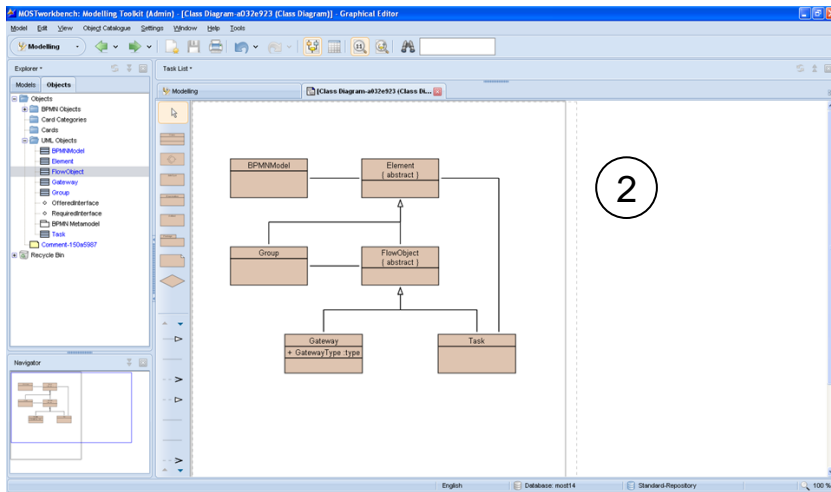 MOSTworkbench: Modelling Toolkit (Admin) - [Class Diagram-a032e923 (Class Diagram)] - Graphical Editor
Model Edit View Object Catalogue Settings Window Help Tools
Modelling
Explorer
Task List
Models Objects
Modelling
[Class Diagram-a032e923 (Class Di...
Objects
BPMN Objects
Card Categories
Cards
UML Objects
BPMNModel
Element
FlowObject
Gateway
Group
OfferedInterface
RequiredInterface
BPMN Metamodel
Task
Comment-150a5987
Recycle Bin
Navigator
BPMNModel
Element
{ abstract }
2
Group
FlowObject
{ abstract }
Gateway
+ GatewayType :type
Task
English
Database: most14
Standard-Repository
100 %